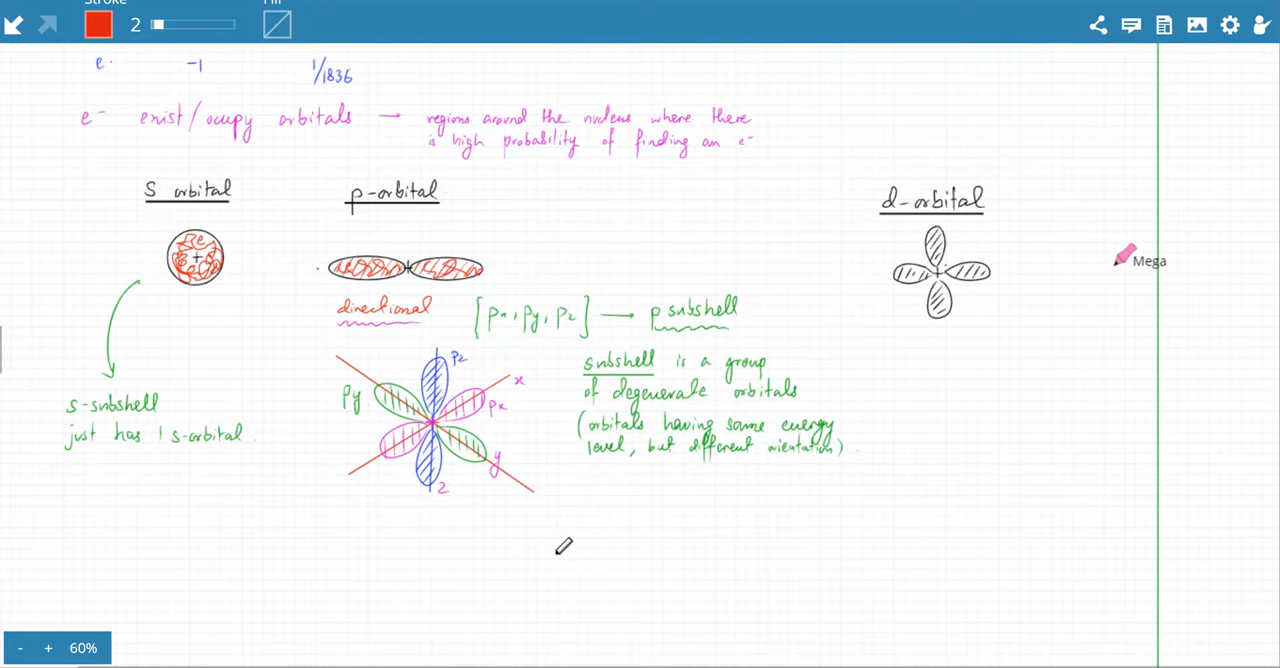 Stroke
Fill
2
e. -1 1/1836
e⁻ exist/ocupy orbitals → regions around the nucleus where there
is high probability of finding an e⁻
S orbital
p-orbital
d-orbital
e
+
+
+
Mega
directional
[Px, Py, Pz] → p subshell
s-subshell
just has 1 s-orbital.
Pz
x
Py
Px
y
z
subshell is a group
of degenerate orbitals
(orbitals having same energy
level, but different orientation)
- + 60%